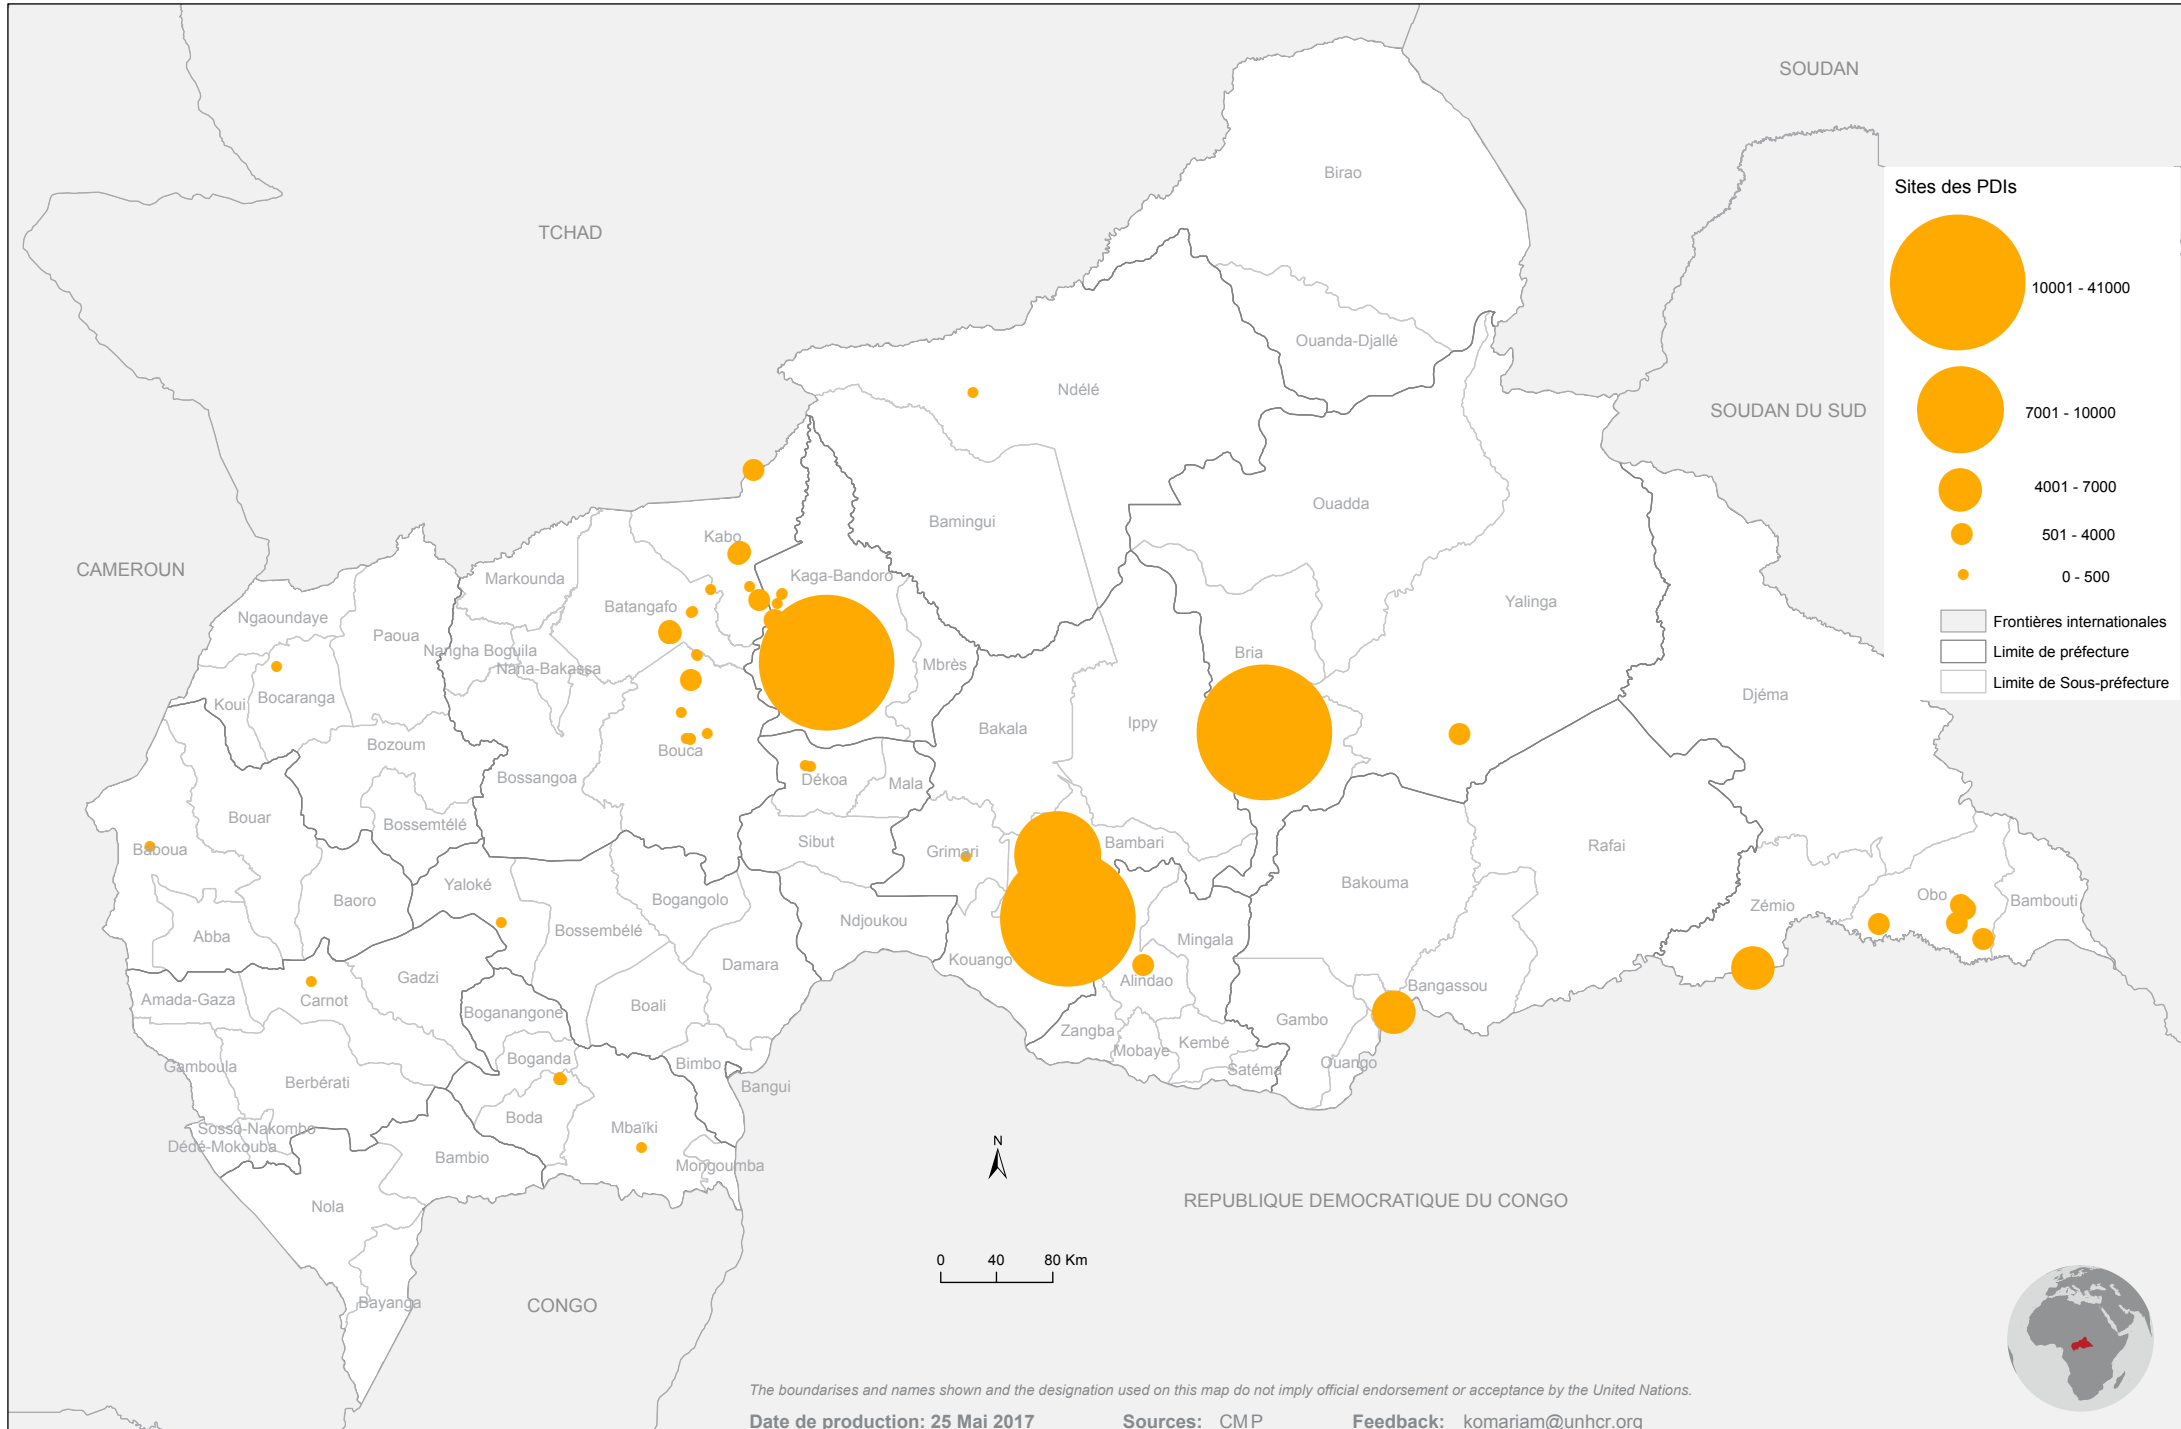 SOUDAN
Sites des PDIs
Birao
TCHAD
10001 - 41000
Ouanda-Djallé
Ndélé
SOUDAN DU SUD
7001 - 10000
4001 - 7000
Ouadda
Bamingui
Kabo
501 - 4000
CAMEROUN
Markounda
Kaga-Bandoro
0 - 500
Yalinga
Batangafo
Ngaoundaye
Paoua
Frontières internationales
Nangha Boguila
Bria
Limite de préfecture
Nana-Bakassa
Mbrès
Limite de Sous-préfecture
Bocaranga
Koui
Djéma
Ippy
Bakala
Bozoum
Bouca
Bossangoa
Dékoa
Mala
Bouar
Bossemtélé
Baboua
Sibut
Grimari
Bambari
Rafai
Yaloké
Bakouma
Baoro
Bogangolo
Obo
Bambouti
Zémio
Ndjoukou
Bossembélé
Abba
Mingala
Kouango
Damara
Gadzi
Alindao
Bangassou
Amada-Gaza
Carnot
Boganangone
Boali
Gambo
Zangba
Kembé
Mobaye
Boganda
Bimbo
Ouango
Gamboula
Satéma
Berbérati
Bangui
Boda
Mbaïki
Sosso-Nakombo
Dédé-Mokouba
N
Bambio
Mongoumba
Nola
REPUBLIQUE DEMOCRATIQUE DU CONGO
0 40 80 Km
Bayanga
CONGO
The boundarises and names shown and the designation used on this map do not imply official endorsement or acceptance by the United Nations.
Date de production: 25 Mai 2017 Sources: CMP Feedback: komariam@unhcr.org